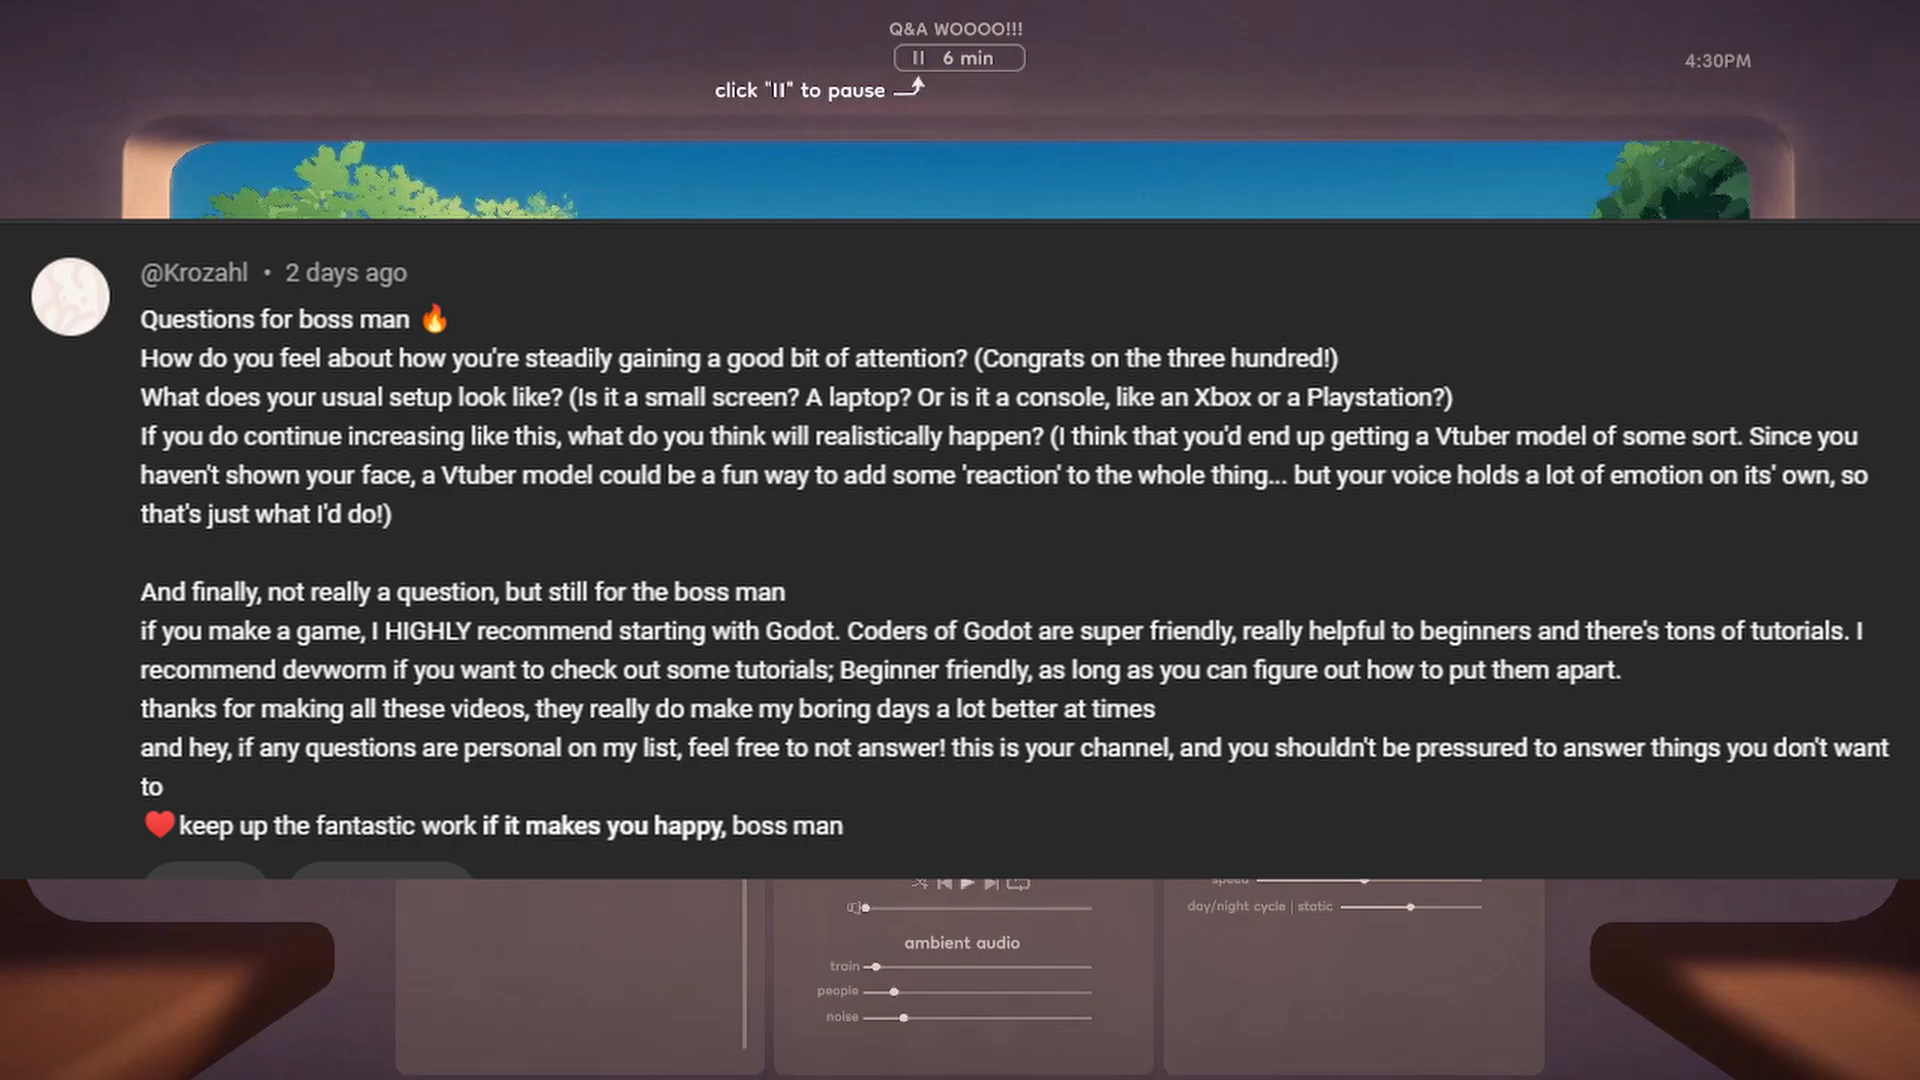 Q&A WOOOO!!!
6 min
4:30PM
click "II" to pause
@Krozahl • 2 days ago
Questions for boss man 🔥
How do you feel about how you're steadily gaining a good bit of attention? (Congrats on the three hundred!)
What does your usual setup look like? (Is it a small screen? A laptop? Or is it a console, like an Xbox or a Playstation?)
If you do continue increasing like this, what do you think will realistically happen? (I think that you'd end up getting a Vtuber model of some sort. Since you
haven't shown your face, a Vtuber model could be a fun way to add some 'reaction' to the whole thing... but your voice holds a lot of emotion on its' own, so
that's just what I'd do!)
And finally, not really a question, but still for the boss man
if you make a game, I HIGHLY recommend starting with Godot. Coders of Godot are super friendly, really helpful to beginners and there's tons of tutorials. I
recommend devworm if you want to check out some tutorials; Beginner friendly, as long as you can figure out how to put them apart.
thanks for making all these videos, they really do make my boring days a lot better at times
and hey, if any questions are personal on my list, feel free to not answer! this is your channel, and you shouldn't be pressured to answer things you don't want
to
❤️keep up the fantastic work if it makes you happy, boss man
speed
day/night cycle | static
ambient audio
train
people
noise